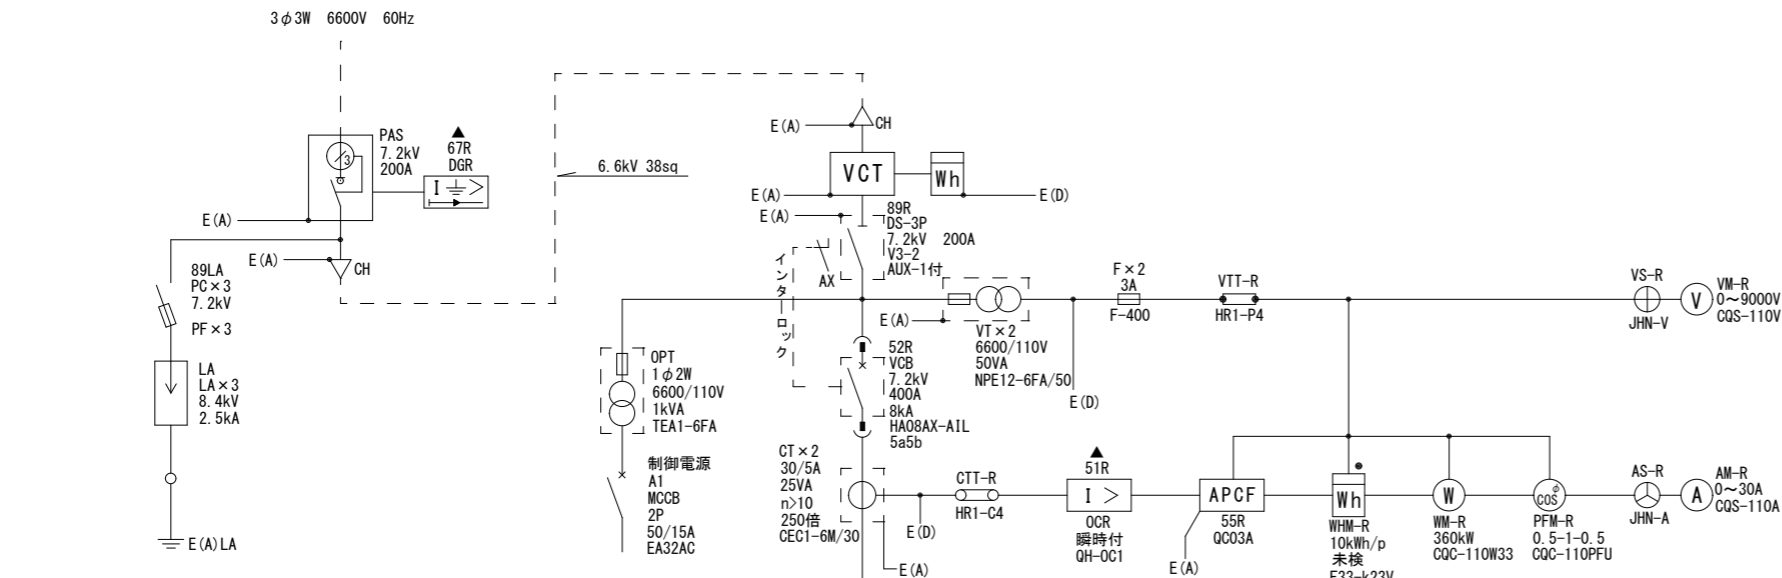 3φ3W 6600V 60Hz
PAS
7.2kV
200A
▲
67R
DGR
I >
3
E(A)
E(A)
CH
89LA
PC×3
7.2kV
PF×3
LA
LA×3
8.4kV
2.5kA
E(A)LA
6.6kV 38sq
E(A)
CH
VCT
Wh
E(A)
E(D)
E(A)
89R
DS-3P
7.2kV 200A
V3-2
AUX-1付
AX
インターロック
E(A)
VT×2
6600/110V
50VA
NPE12-6FA/50
E(D)
F×2
3A
F-400
VTT-R
HR1-P4
VS-R
JHN-V
V
VM-R
0～9000V
CQS-110V
OPT
1φ2W
6600/110V
1kVA
TEA1-6FA
制御電源
A1
MCCB
2P
50/15A
EA32AC
52R
VCB
7.2kV
400A
8kA
HA08AX-AIL
5a5b
CT×2
30/5A
25VA
n>10
250倍
CEC1-6M/30
E(D)
E(A)
CTT-R
HR1-C4
▲
51R
I >
OCR
瞬時付
QH-OC1
APCF
55R
QC03A
E(A)
Wh
WHM-R
10kWh/p
未検
F33-k23V
W
WM-R
360kW
CQC-110W33
φ
COS
PFM-R
0.5-1-0.5
CQC-110PFU
AS-R
JHN-A
A
AM-R
0～30A
CQS-110A